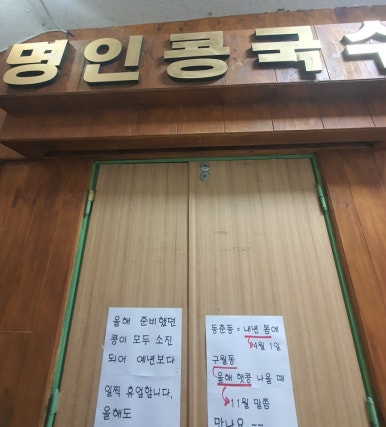 명인콩국수
올해 준비했던
콩이 모두 소진
되어 예년보다
일찍 휴업합니다.
올해도
동춘동 = 내년 봄에
4월 1일
구월동
올해 햇콩 나올 때
11월 말쯤
만나요 ~~